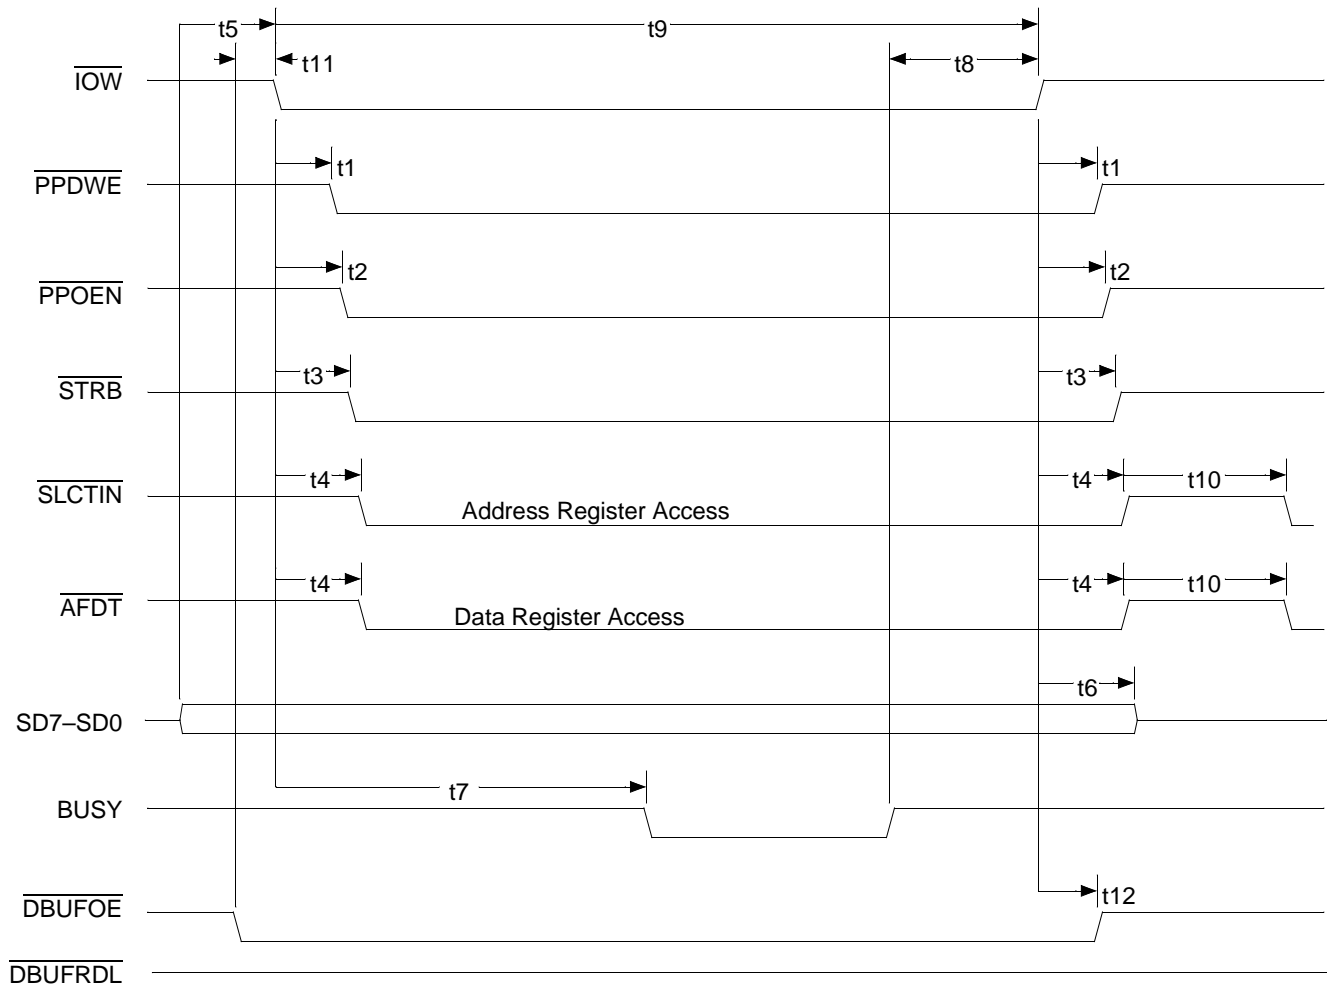 t5 t9
t11 t8
IOW
t1 t1
PPDWE
t2 t2
PPOEN
t3 t3
STRB
t4 t4 t10
SLCTIN
Address Register Access
t4 t4 t10
AFDT
Data Register Access
t6
SD7–SD0
t7
BUSY
t12
DBUFOE
DBUFRDL